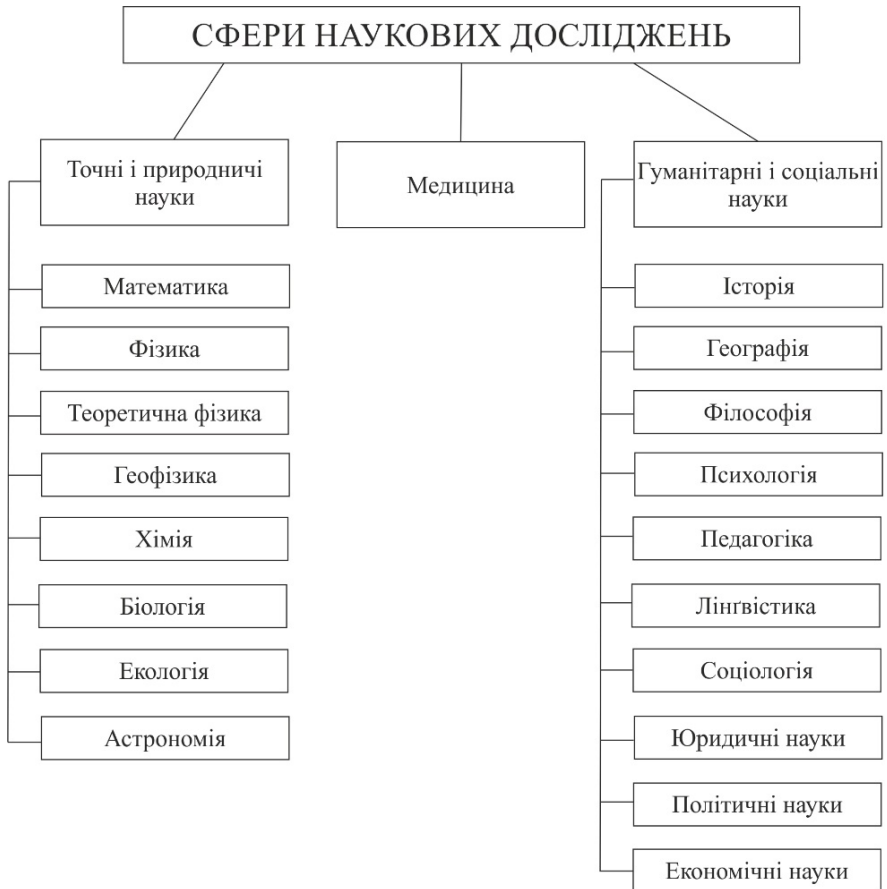 СФЕРИ НАУКОВИХ ДОСЛІДЖЕНЬ
Точні і природничі
науки
Математика
Фізика
Теоретична фізика
Геофізика
Хімія
Біологія
Екологія
Астрономія
Медицина
Гуманітарні і соціальні
науки
Історія
Географія
Філософія
Психологія
Педагогіка
Лінґвістика
Соціологія
Юридичні науки
Політичні науки
Економічні науки